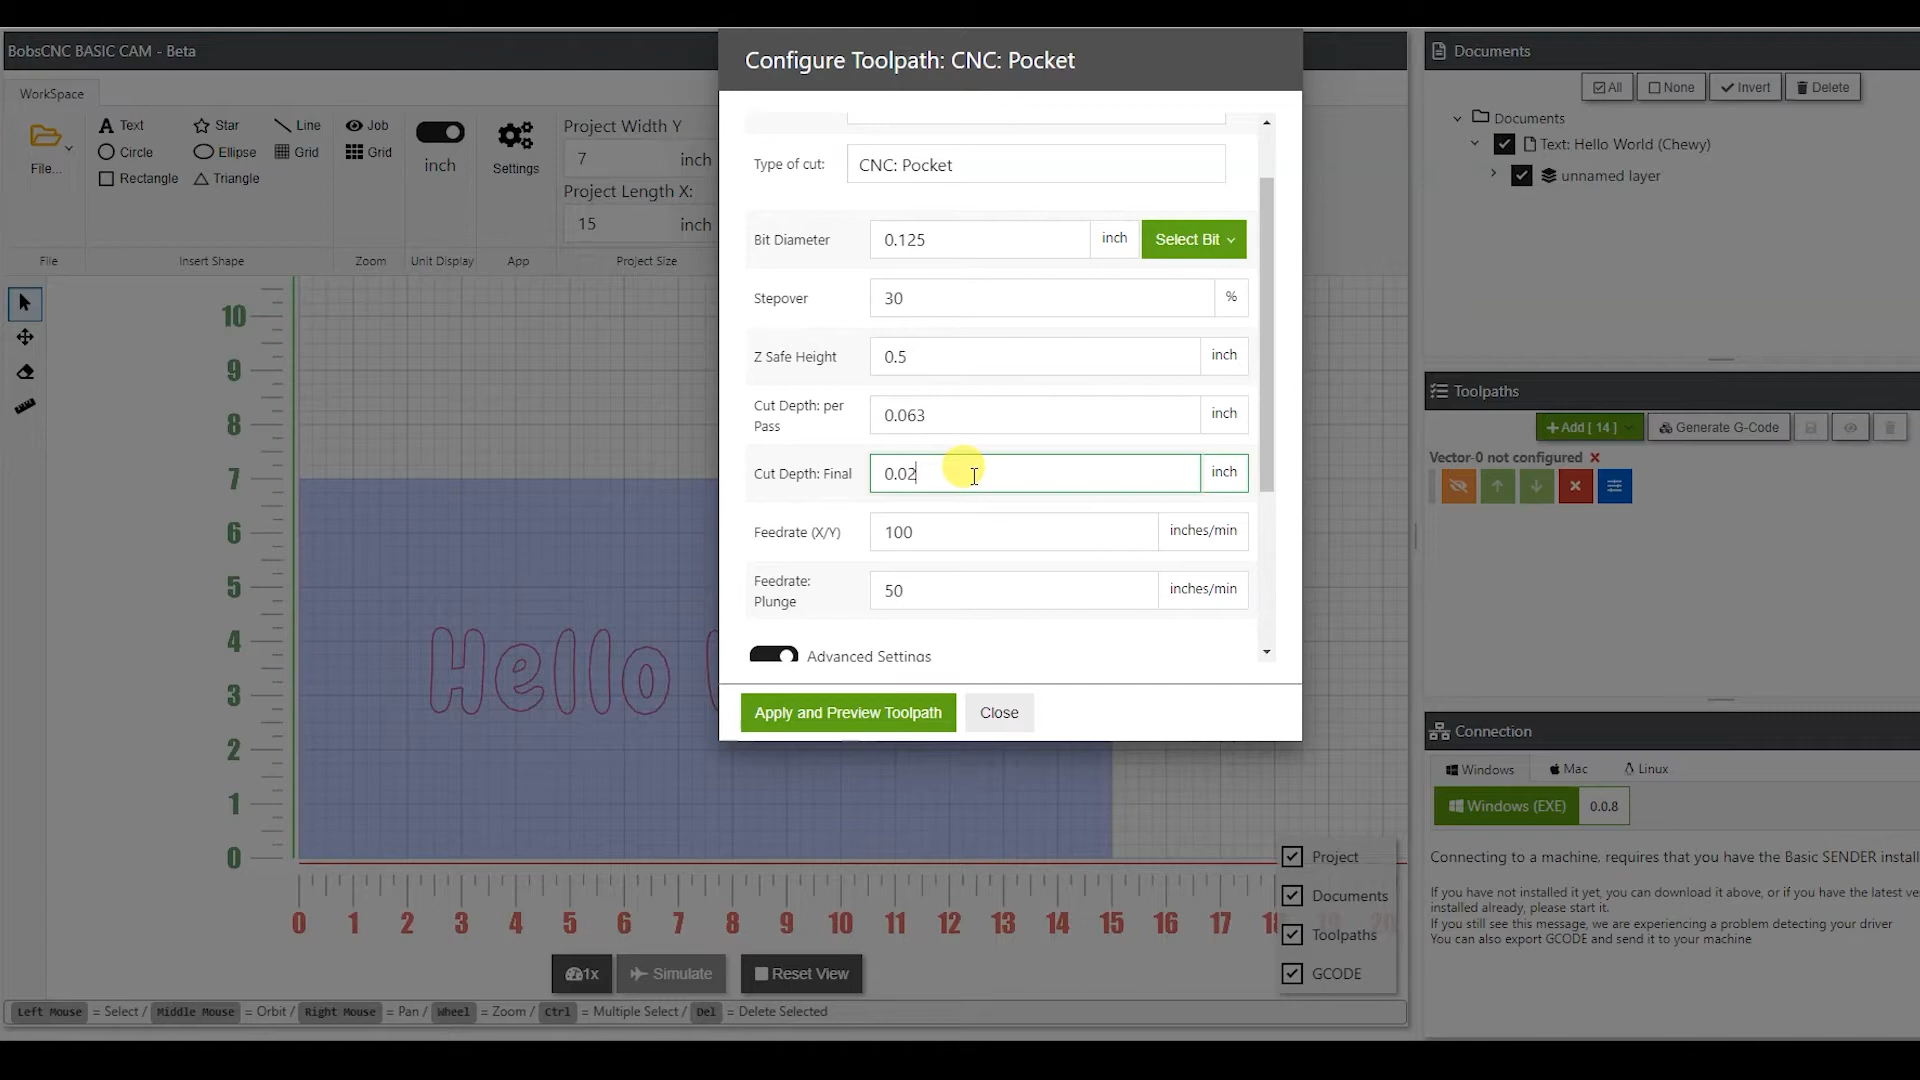 BobsCNC BASIC CAM - Beta
WorkSpace
File...
Text
Star
Line
Circle
Ellipse
Grid
Rectangle
Triangle
Job
Grid
inch
Settings
Project Width Y
7 inch
Project Length X:
15 inch
File
Insert Shape
Zoom
Unit Display
App
Project Size
Configure Toolpath: CNC: Pocket
Type of cut: CNC: Pocket
Bit Diameter 0.125 inch Select Bit
Stepover 30 %
Z Safe Height 0.5 inch
Cut Depth: per
Pass
0.063 inch
Cut Depth: Final 0.02 inch
Feedrate (X/Y) 100 inches/min
Feedrate:
Plunge
50 inches/min
Advanced Settings
Apply and Preview Toolpath
Close
10
9
8
7
6
5
4
3
2
1
0
Hello
0 1 2 3 4 5 6 7 8 9 10 11 12 13 14 15 16 17 18 19 20
Project
Documents
Toolpaths
GCODE
1x
Simulate
Reset View
Left Mouse = Select / Middle Mouse = Orbit / Right Mouse = Pan / Wheel = Zoom / Ctrl = Multiple Select / Del = Delete Selected
Documents
All
None
Invert
Delete
Documents
Text: Hello World (Chewy)
unnamed layer
Toolpaths
+Add [ 14 ]
Generate G-Code
Vector-0 not configured
Connection
Windows
Mac
Linux
Windows (EXE) 0.0.8
Connecting to a machine, requires that you have the Basic SENDER install
If you have not installed it yet, you can download it above, or if you have the latest ve
installed already, please start it.
If you still see this message, we are experiencing a problem detecting your driver
You can also export GCODE and send it to your machine